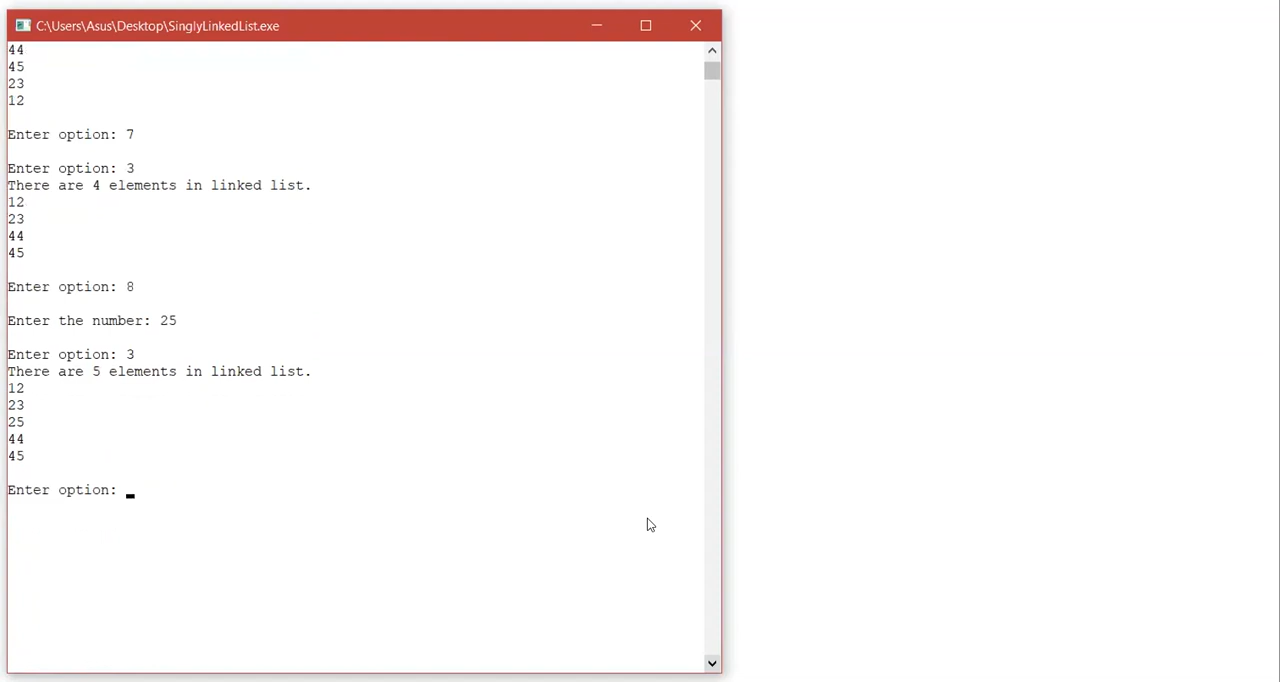 C:\Users\Asus\Desktop\SinglyLinkedList.exe
44
45
23
12
Enter option: 7
Enter option: 3
There are 4 elements in linked list.
12
23
44
45
Enter option: 8
Enter the number: 25
Enter option: 3
There are 5 elements in linked list.
12
23
25
44
45
Enter option: